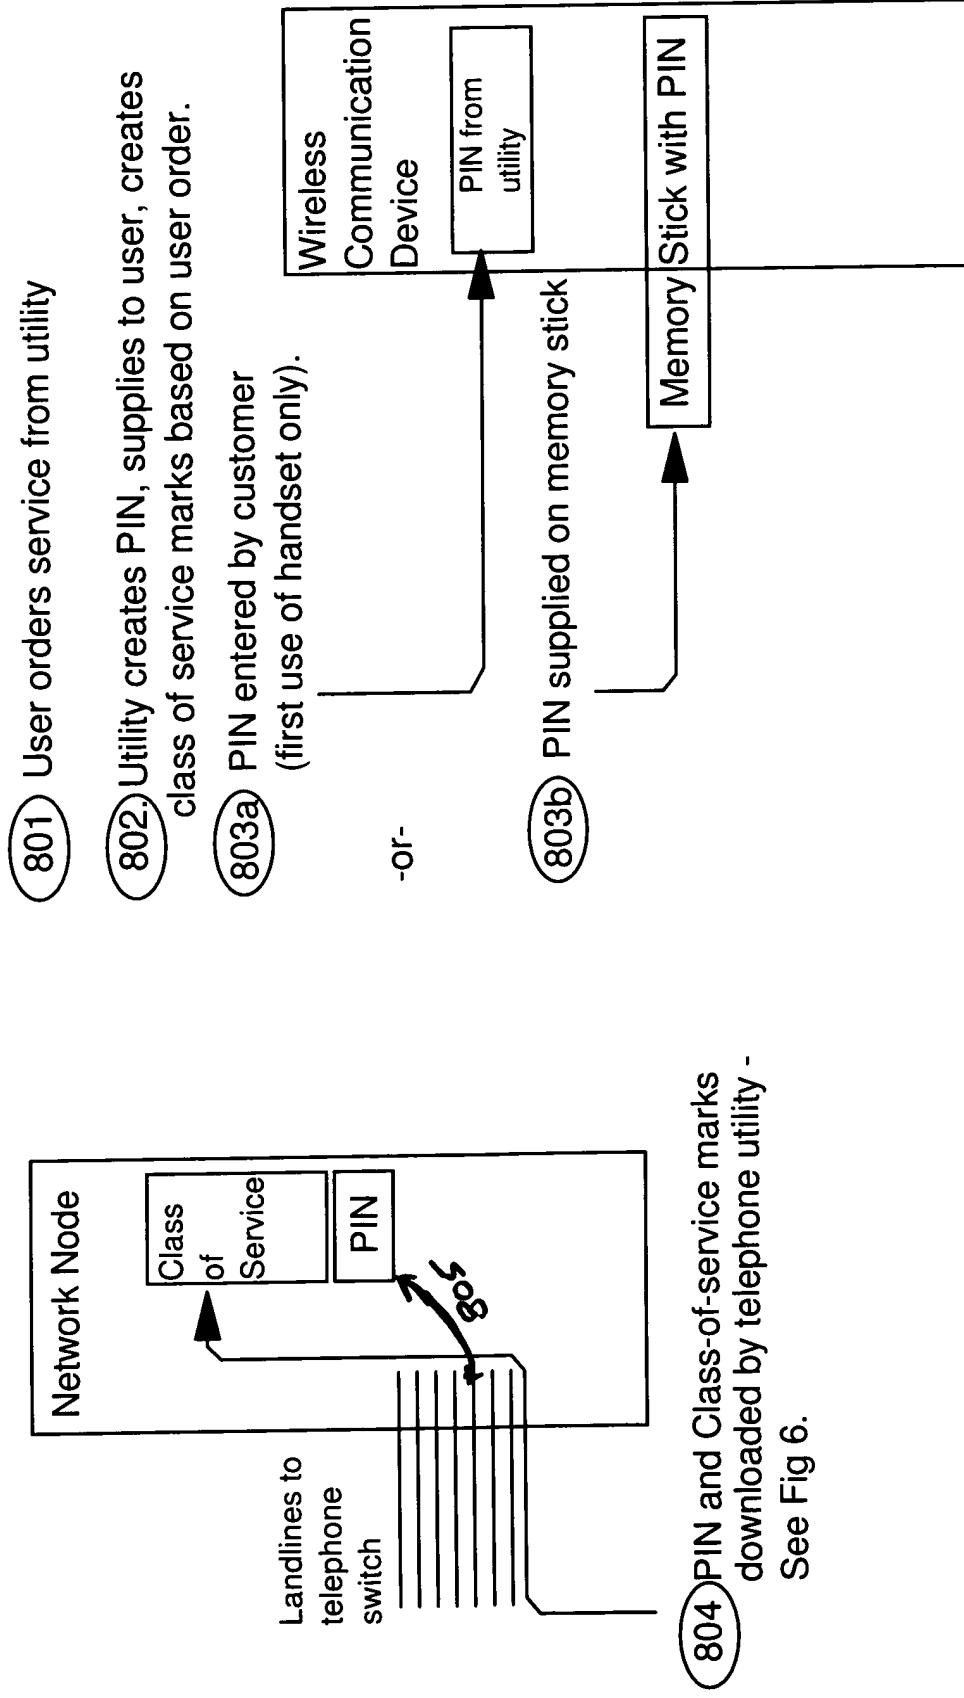 801 User orders service from utility
802. Utility creates PIN, supplies to user, creates
class of service marks based on user order.
803a PIN entered by customer
(first use of handset only).
-or-
803b PIN supplied on memory stick
Wireless
Communication
Device
PIN from
utility
Memory Stick with PIN
Network Node
Class
of
Service
PIN
805
Landlines to
telephone
switch
804 PIN and Class-of-service marks
downloaded by telephone utility -
See Fig 6.